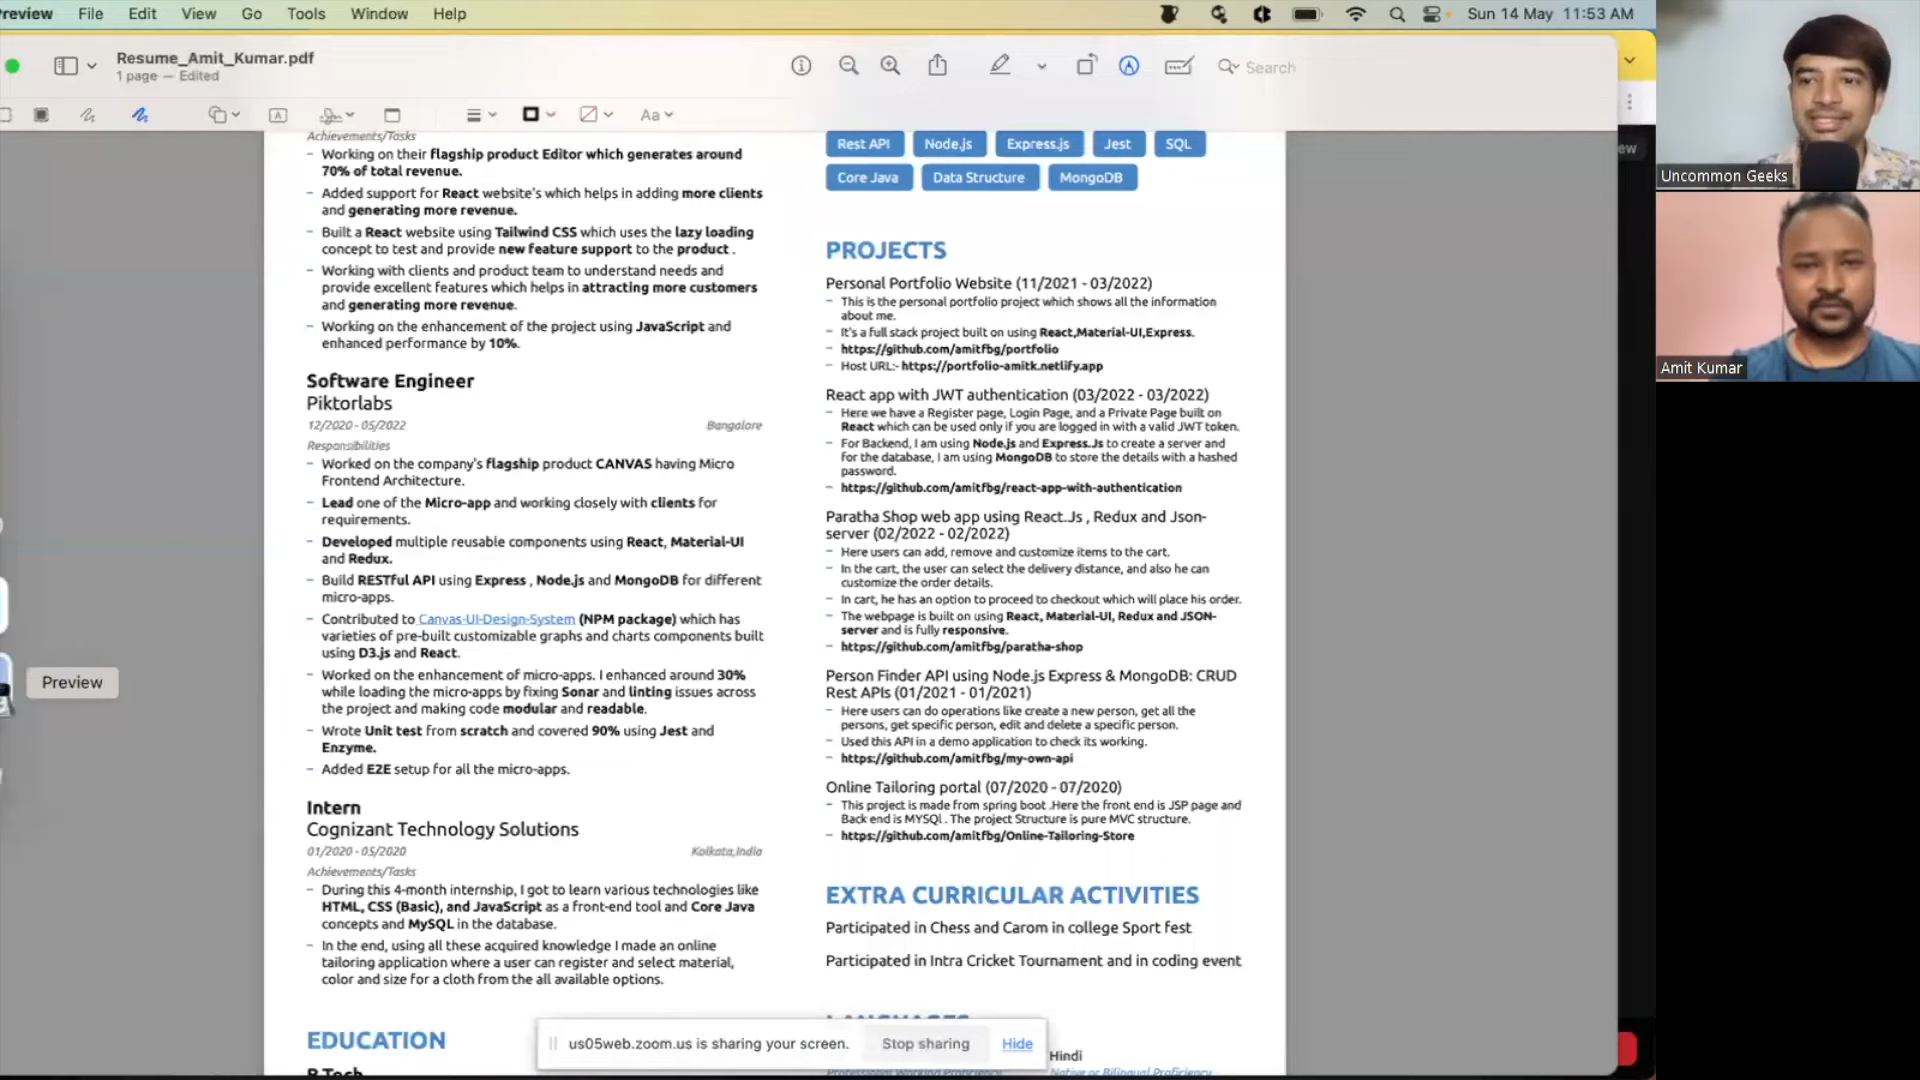 Preview File Edit View Go Tools Window Help
Sun 14 May 11:53 AM
Resume_Amit_Kumar.pdf
1 page — Edited
Search
Aa
Achievements/Tasks
– Working on their flagship product Editor which generates around
70% of total revenue.
– Added support for React website's which helps in adding more clients
and generating more revenue.
– Built a React website using Tailwind CSS which uses the lazy loading
concept to test and provide new feature support to the product .
– Working with clients and product team to understand needs and
provide excellent features which helps in attracting more customers
and generating more revenue.
– Working on the enhancement of the project using JavaScript and
enhanced performance by 10%.
Software Engineer
Piktorlabs
12/2020 - 05/2022 Bangalore
Responsibilities
– Worked on the company's flagship product CANVAS having Micro
Frontend Architecture.
– Lead one of the Micro-app and working closely with clients for
requirements.
– Developed multiple reusable components using React, Material-UI
and Redux.
– Build RESTful API using Express , Node.js and MongoDB for different
micro-apps.
– Contributed to Canvas-UI-Design-System (NPM package) which has
varieties of pre-built customizable graphs and charts components built
using D3.js and React.
– Worked on the enhancement of micro-apps. I enhanced around 30%
while loading the micro-apps by fixing Sonar and linting issues across
the project and making code modular and readable.
– Wrote Unit test from scratch and covered 90% using Jest and
Enzyme.
– Added E2E setup for all the micro-apps.
Intern
Cognizant Technology Solutions
01/2020 - 05/2020 Kolkata,India
Achievements/Tasks
– During this 4-month internship, I got to learn various technologies like
HTML, CSS (Basic), and JavaScript as a front-end tool and Core Java
concepts and MySQL in the database.
– In the end, using all these acquired knowledge I made an online
tailoring application where a user can register and select material,
color and size for a cloth from the all available options.
EDUCATION
B.Tech
Rest API Node.js Express.js Jest SQL
Core Java Data Structure MongoDB
PROJECTS
Personal Portfolio Website (11/2021 - 03/2022)
– This is the personal portfolio project which shows all the information
about me.
– It's a full stack project built on using React,Material-UI,Express.
– https://github.com/amitfbg/portfolio
– Host URL:- https://portfolio-amitk.netlify.app
React app with JWT authentication (03/2022 - 03/2022)
– Here we have a Register page, Login Page, and a Private Page built on
React which can be used only if you are logged in with a valid JWT token.
– For Backend, I am using Node.js and Express.Js to create a server and
for the database, I am using MongoDB to store the details with a hashed
password.
– https://github.com/amitfbg/react-app-with-authentication
Paratha Shop web app using React.Js , Redux and Json-
server (02/2022 - 02/2022)
– Here users can add, remove and customize items to the cart.
– In the cart, the user can select the delivery distance, and also he can
customize the order details.
– In cart, he has an option to proceed to checkout which will place his order.
– The webpage is built on using React, Material-UI, Redux and JSON-
server and is fully responsive.
– https://github.com/amitfbg/paratha-shop
Person Finder API using Node.js Express & MongoDB: CRUD
Rest APIs (01/2021 - 01/2021)
– Here users can do operations like create a new person, get all the
persons, get specific person, edit and delete a specific person.
– Used this API in a demo application to check its working.
– https://github.com/amitfbg/my-own-api
Online Tailoring portal (07/2020 - 07/2020)
– This project is made from spring boot .Here the front end is JSP page and
Back end is MYSQl . The project Structure is pure MVC structure.
– https://github.com/amitfbg/Online-Tailoring-Store
EXTRA CURRICULAR ACTIVITIES
Participated in Chess and Carom in college Sport fest
Participated in Intra Cricket Tournament and in coding event
LANGUAGES
Hindi
Professional Working Proficiency Native or Bilingual Proficiency
us05web.zoom.us is sharing your screen. Stop sharing Hide
Preview
Uncommon Geeks
Amit Kumar